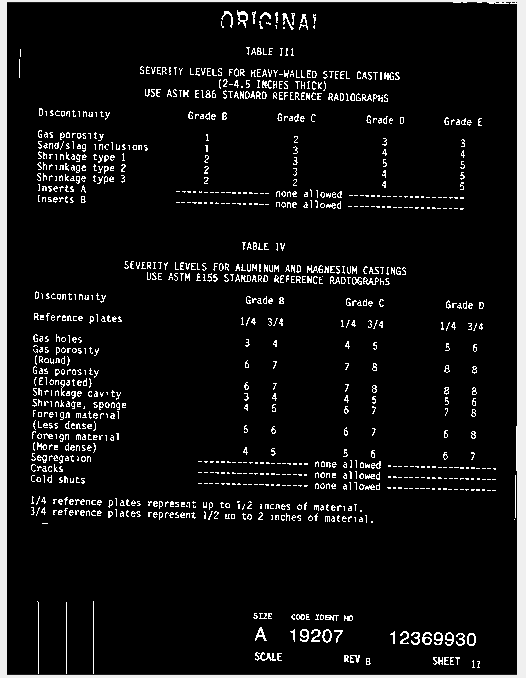 ORIGINAL
TABLE III
SEVERITY LEVELS FOR HEAVY-WALLED STEEL CASTINGS
(2-4.5 INCHES THICK)
USE ASTM E186 STANDARD REFERENCE RADIOGRAPHS
Discontinuity Grade B Grade C Grade D Grade E
Gas porosity 1 2 3 3
Sand/slag inclusions 1 3 4 4
Shrinkage type 1 2 3 5 5
Shrinkage type 2 2 3 4 5
Shrinkage type 3 2 2 4 5
Inserts A ------------------ none allowed ----------------------
Inserts B ------------------ none allowed ----------------------
TABLE IV
SEVERITY LEVELS FOR ALUMINUM AND MAGNESIUM CASTINGS
USE ASTM E155 STANDARD REFERENCE RADIOGRAPHS
Discontinuity Grade B Grade C Grade D
Reference plates 1/4 3/4 1/4 3/4 1/4 3/4
Gas holes 3 4 4 5 5 6
Gas porosity
(Round) 6 7 7 8 8 8
Gas porosity
(Elongated) 6 7 7 8 8 8
Shrinkage cavity 3 4 4 5 5 6
Shrinkage, sponge 4 6 7 7 8
Foreign material
(Less dense) 6 6 7 6 8
Foreign material
(More dense) 4 5 5 6 6 7
Segregation --------------------- none allowed ---------------------
Cracks --------------------- none allowed ---------------------
Cold shuts --------------------- none allowed ---------------------
1/4 reference plates represent up to 1/2 inches of material.
3/4 reference plates represent 1/2 up to 2 inches of material.
SIZE CODE IDENT NO
A 19207 12369930
SCALE REV B SHEET